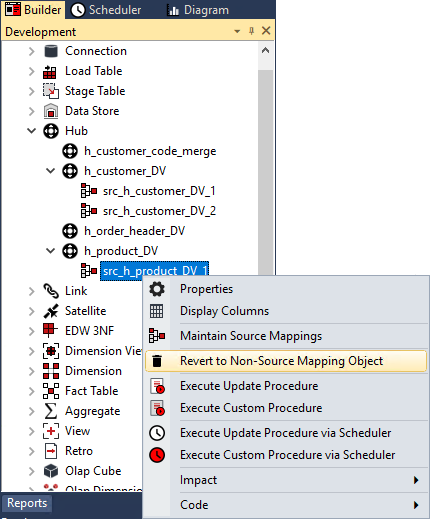 Builder Scheduler Diagram
Development
Connection
Load Table
Stage Table
Data Store
Hub
h_customer_code_merge
h_customer_DV
src_h_customer_DV_1
src_h_customer_DV_2
h_order_header_DV
h_product_DV
src_h_product_DV_1
Link
Satellite
EDW 3NF
Dimension View
Dimension
Fact Table
Aggregate
View
Retro
Olap Cube
Olap Dimension
Properties
Display Columns
Maintain Source Mappings
Revert to Non-Source Mapping Object
Execute Update Procedure
Execute Custom Procedure
Execute Update Procedure via Scheduler
Execute Custom Procedure via Scheduler
Impact
Code
Reports